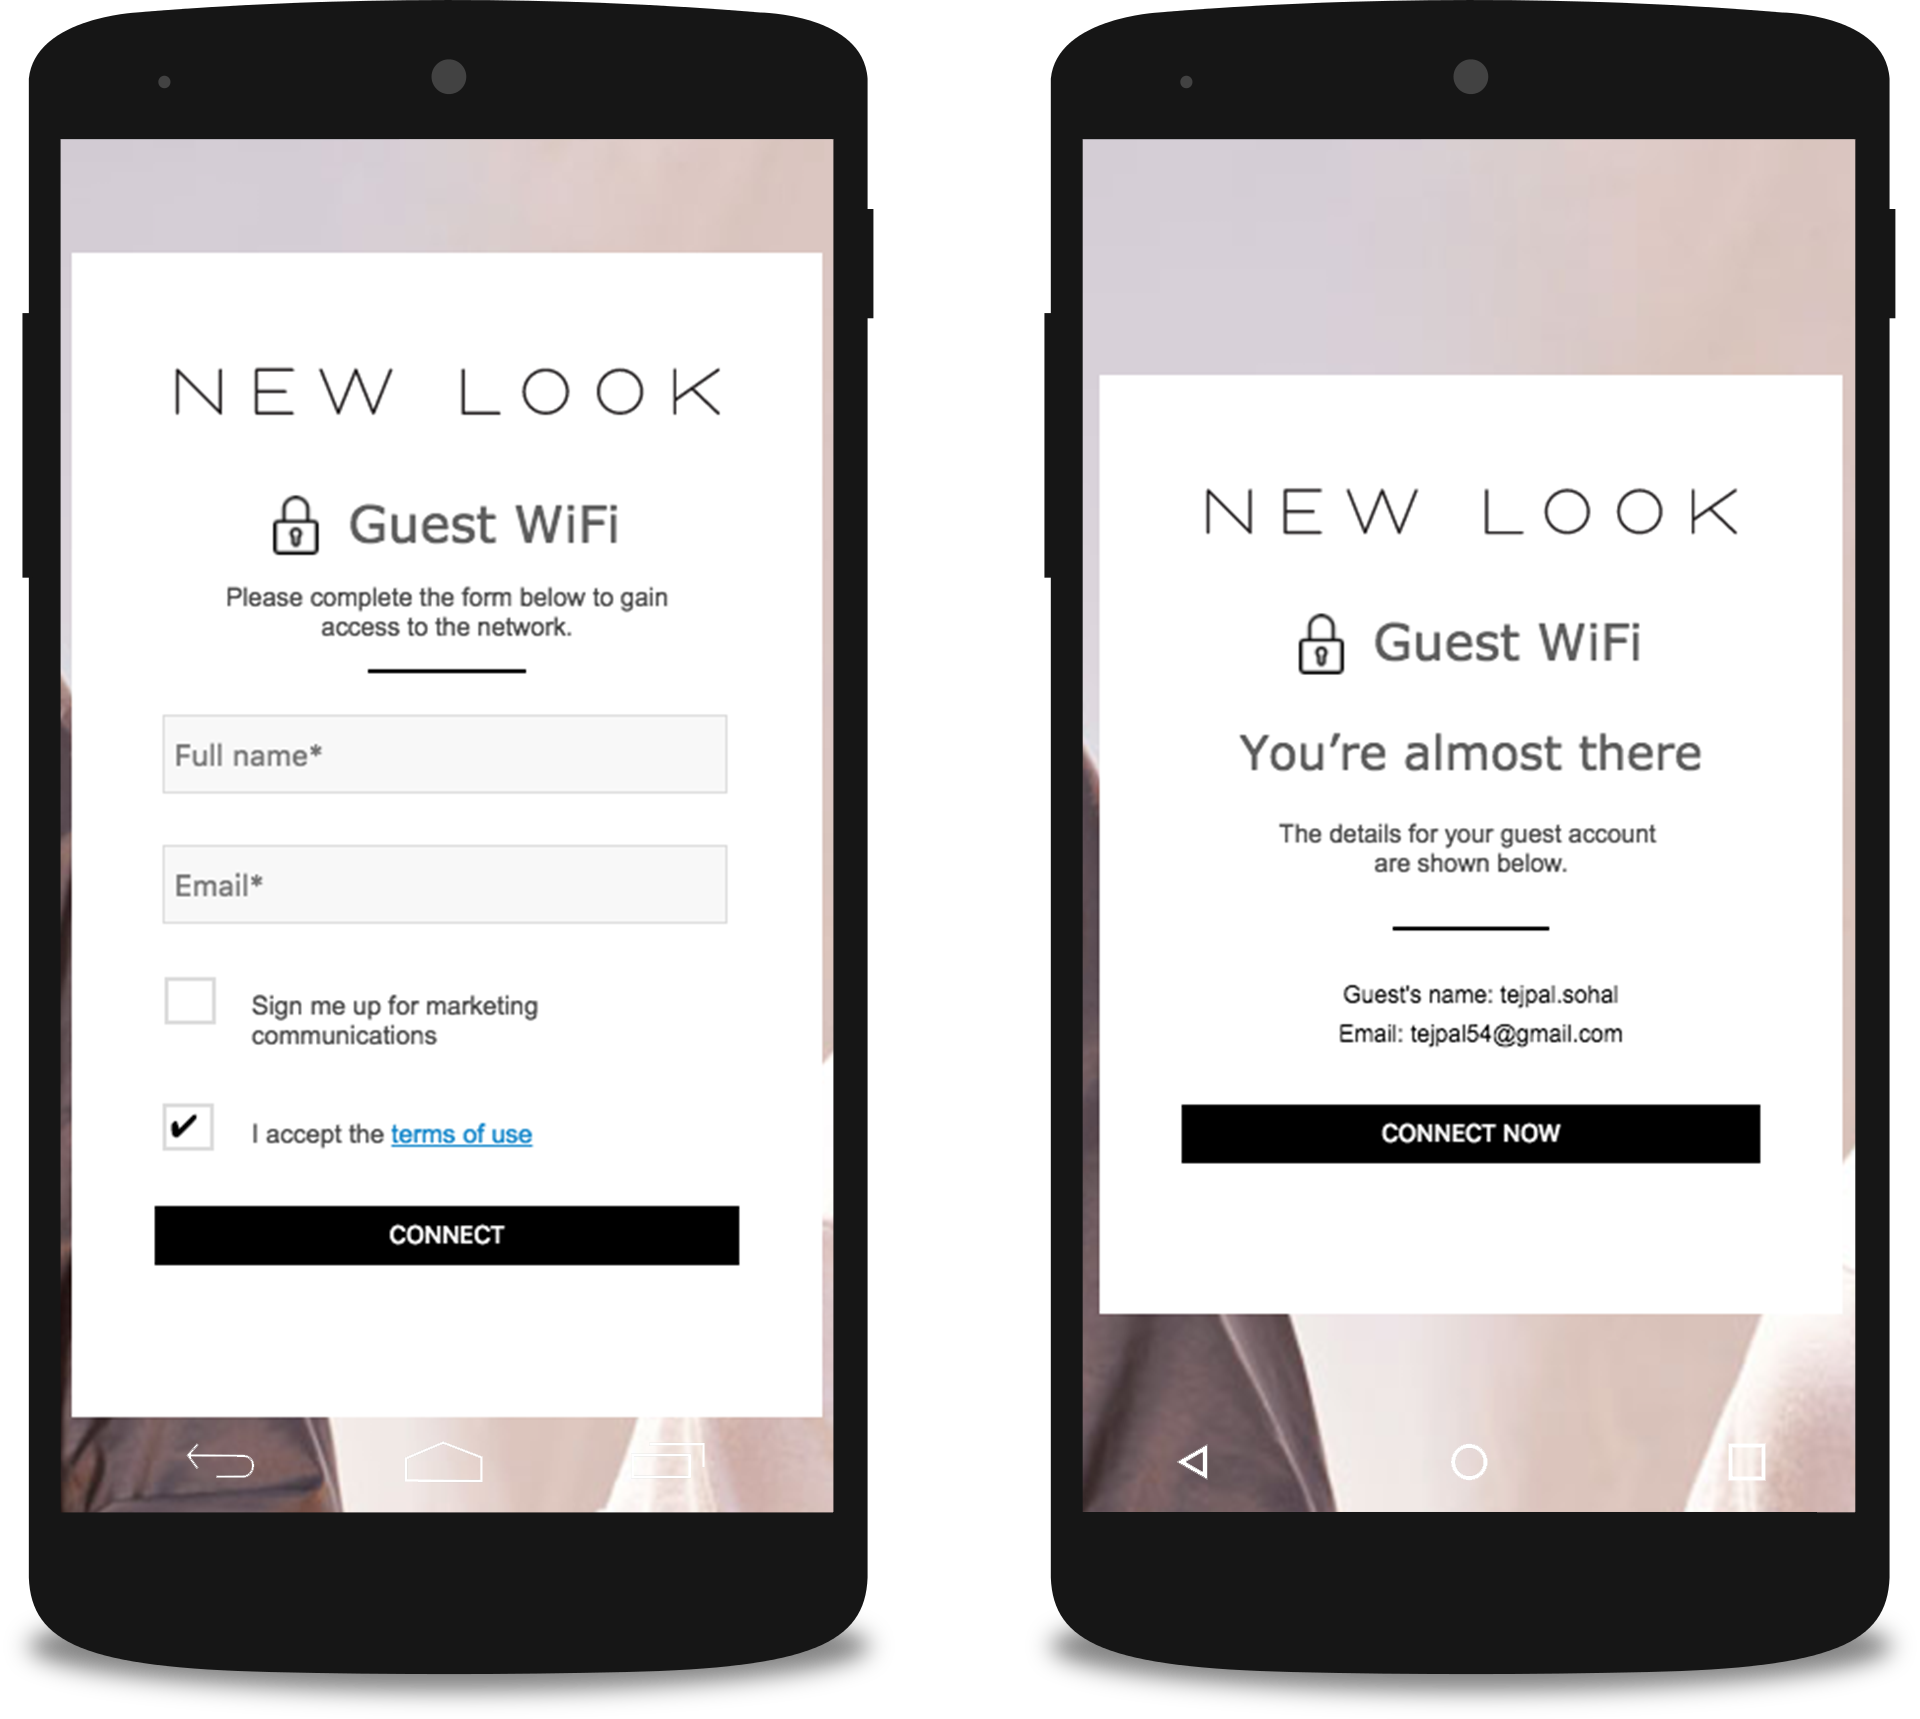 NEW LOOK
Guest WiFi
Please complete the form below to gain
access to the network.
Full name*
Email*
Sign me up for marketing
communications
✔ I accept the terms of use
CONNECT
NEW LOOK
Guest WiFi
You’re almost there
The details for your guest account
are shown below.
Guest's name: tejpal.sohal
Email: tejpal54@gmail.com
CONNECT NOW